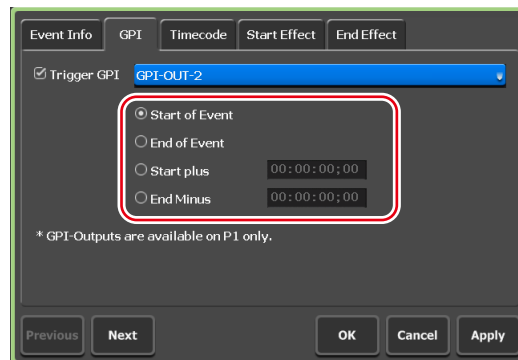 Event Info GPI Timecode Start Effect End Effect
Trigger GPI GPI-OUT-2
Start of Event
End of Event
Start plus 00:00:00;00
End Minus 00:00:00;00
* GPI-Outputs are available on P1 only.
Previous Next OK Cancel Apply